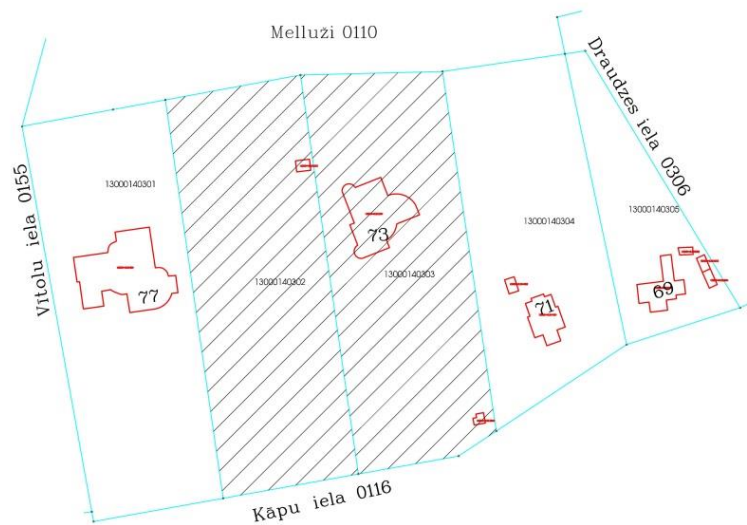 Melluži 0110
Draudzes iela 0306
Vītolu iela 0155
13000140301
13000140302
13000140303
13000140304
13000140305
77
73
71
69
Kāpu iela 0116